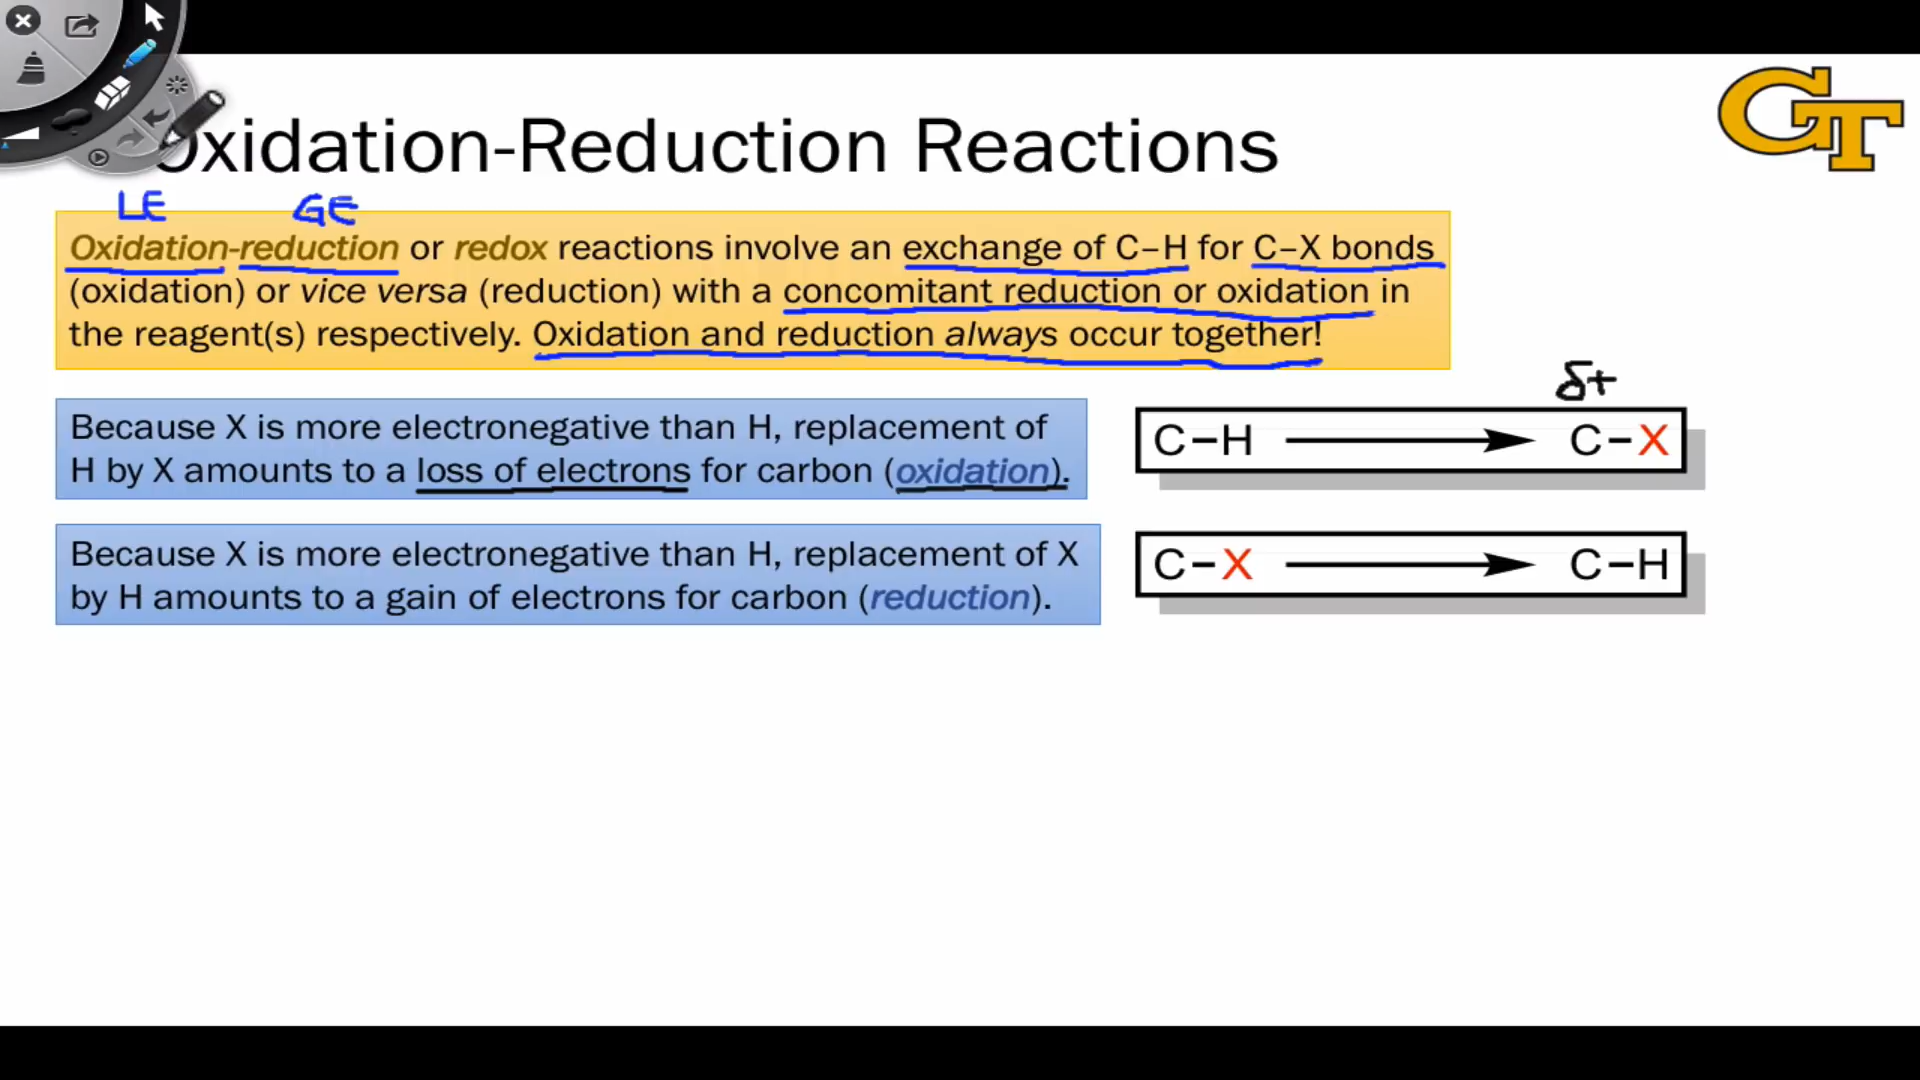 Oxidation-Reduction Reactions
GT
LE GE
Oxidation-reduction or redox reactions involve an exchange of C–H for C–X bonds
(oxidation) or vice versa (reduction) with a concomitant reduction or oxidation in
the reagent(s) respectively. Oxidation and reduction always occur together!
δ+
Because X is more electronegative than H, replacement of
H by X amounts to a loss of electrons for carbon (oxidation).
C–H C–X
Because X is more electronegative than H, replacement of X
by H amounts to a gain of electrons for carbon (reduction).
C–X C–H